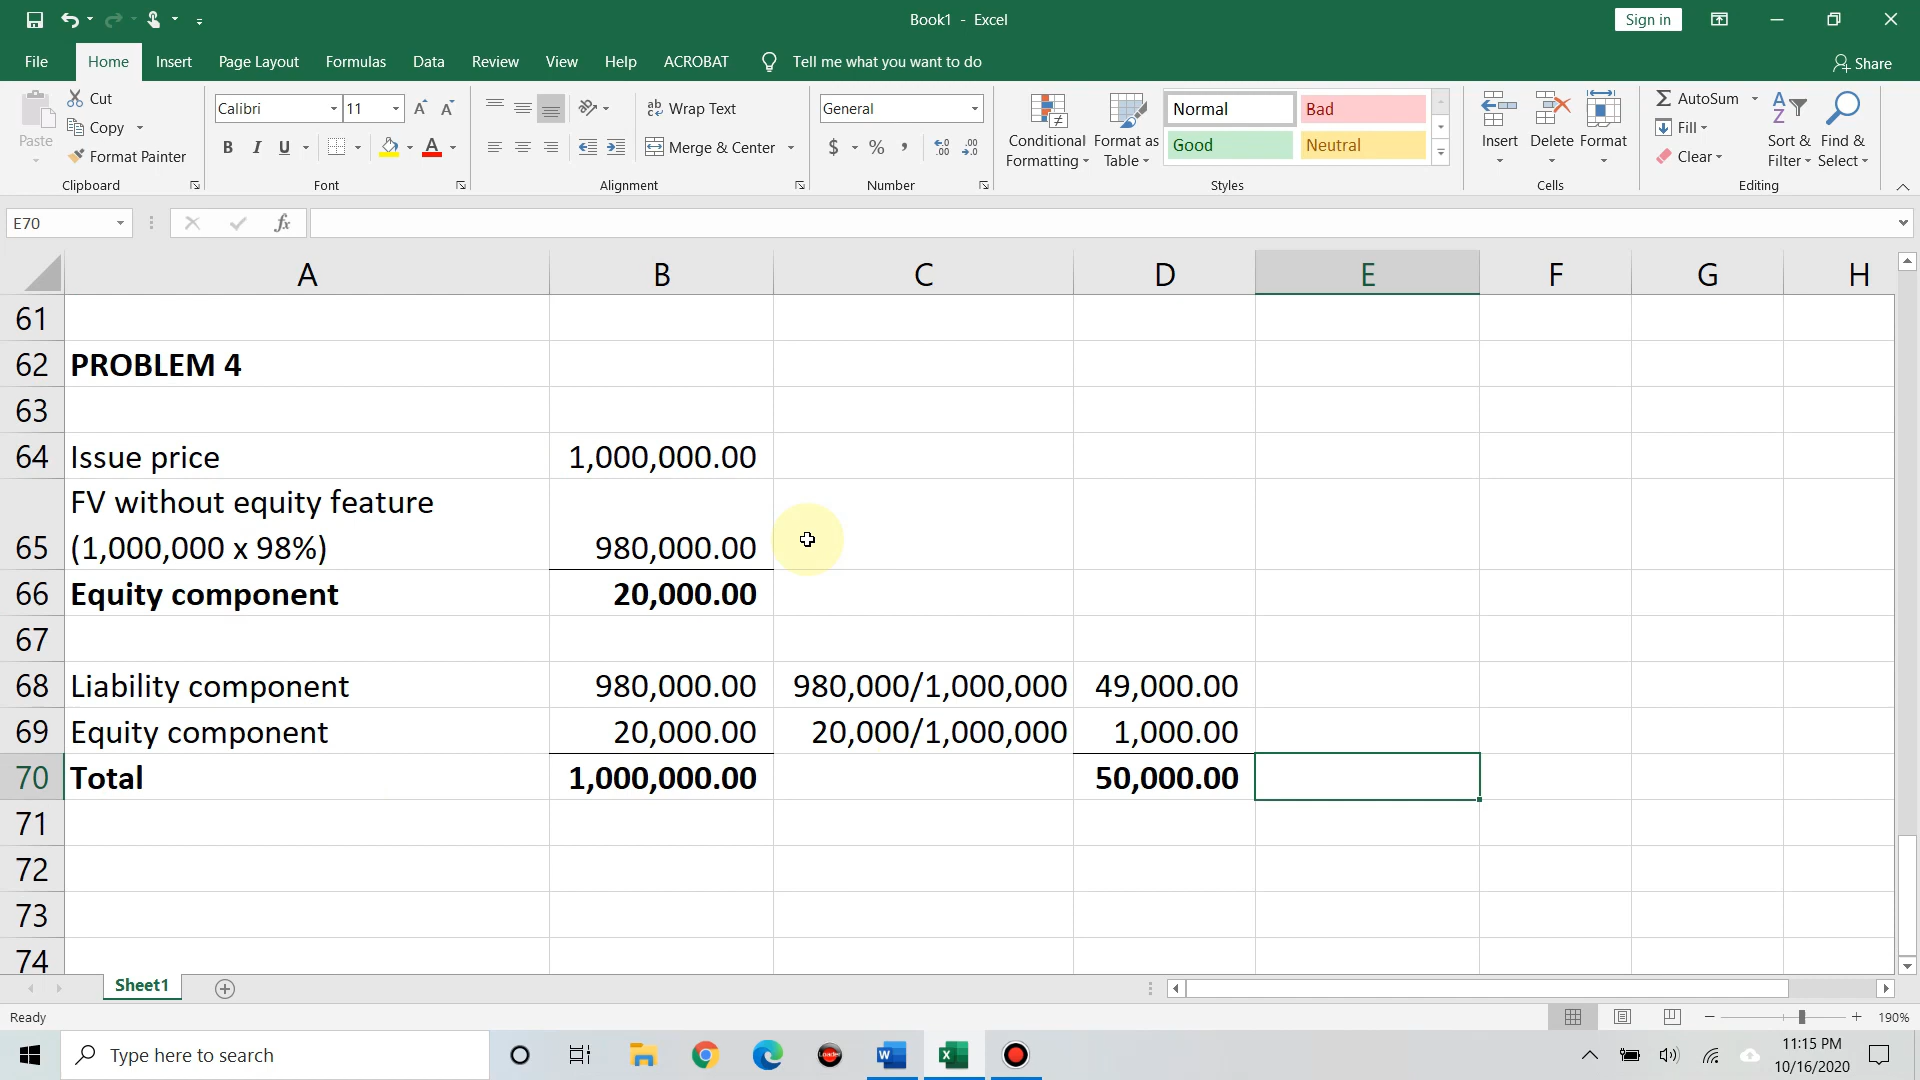 Book1 - Excel
Sign in
File Home Insert Page Layout Formulas Data Review View Help ACROBAT Tell me what you want to do Share
Paste
Cut
Copy
Format Painter
Clipboard
Calibri 11
B I U
Font
Wrap Text
Merge & Center
Alignment
General
$ % ,
Number
Conditional Formatting
Format as Table
Normal Bad
Good Neutral
Styles
Insert Delete Format
Cells
AutoSum
Fill
Clear
Sort & Filter
Find & Select
Editing
E70 fx
A B C D E F G H
61
62 PROBLEM 4
63
64 Issue price 1,000,000.00
FV without equity feature
65 (1,000,000 x 98%) 980,000.00
66 Equity component 20,000.00
67
68 Liability component 980,000.00 980,000/1,000,000 49,000.00
69 Equity component 20,000.00 20,000/1,000,000 1,000.00
70 Total 1,000,000.00 50,000.00
71
72
73
74
Sheet1
Ready 190%
Type here to search
Loader
11:15 PM
10/16/2020